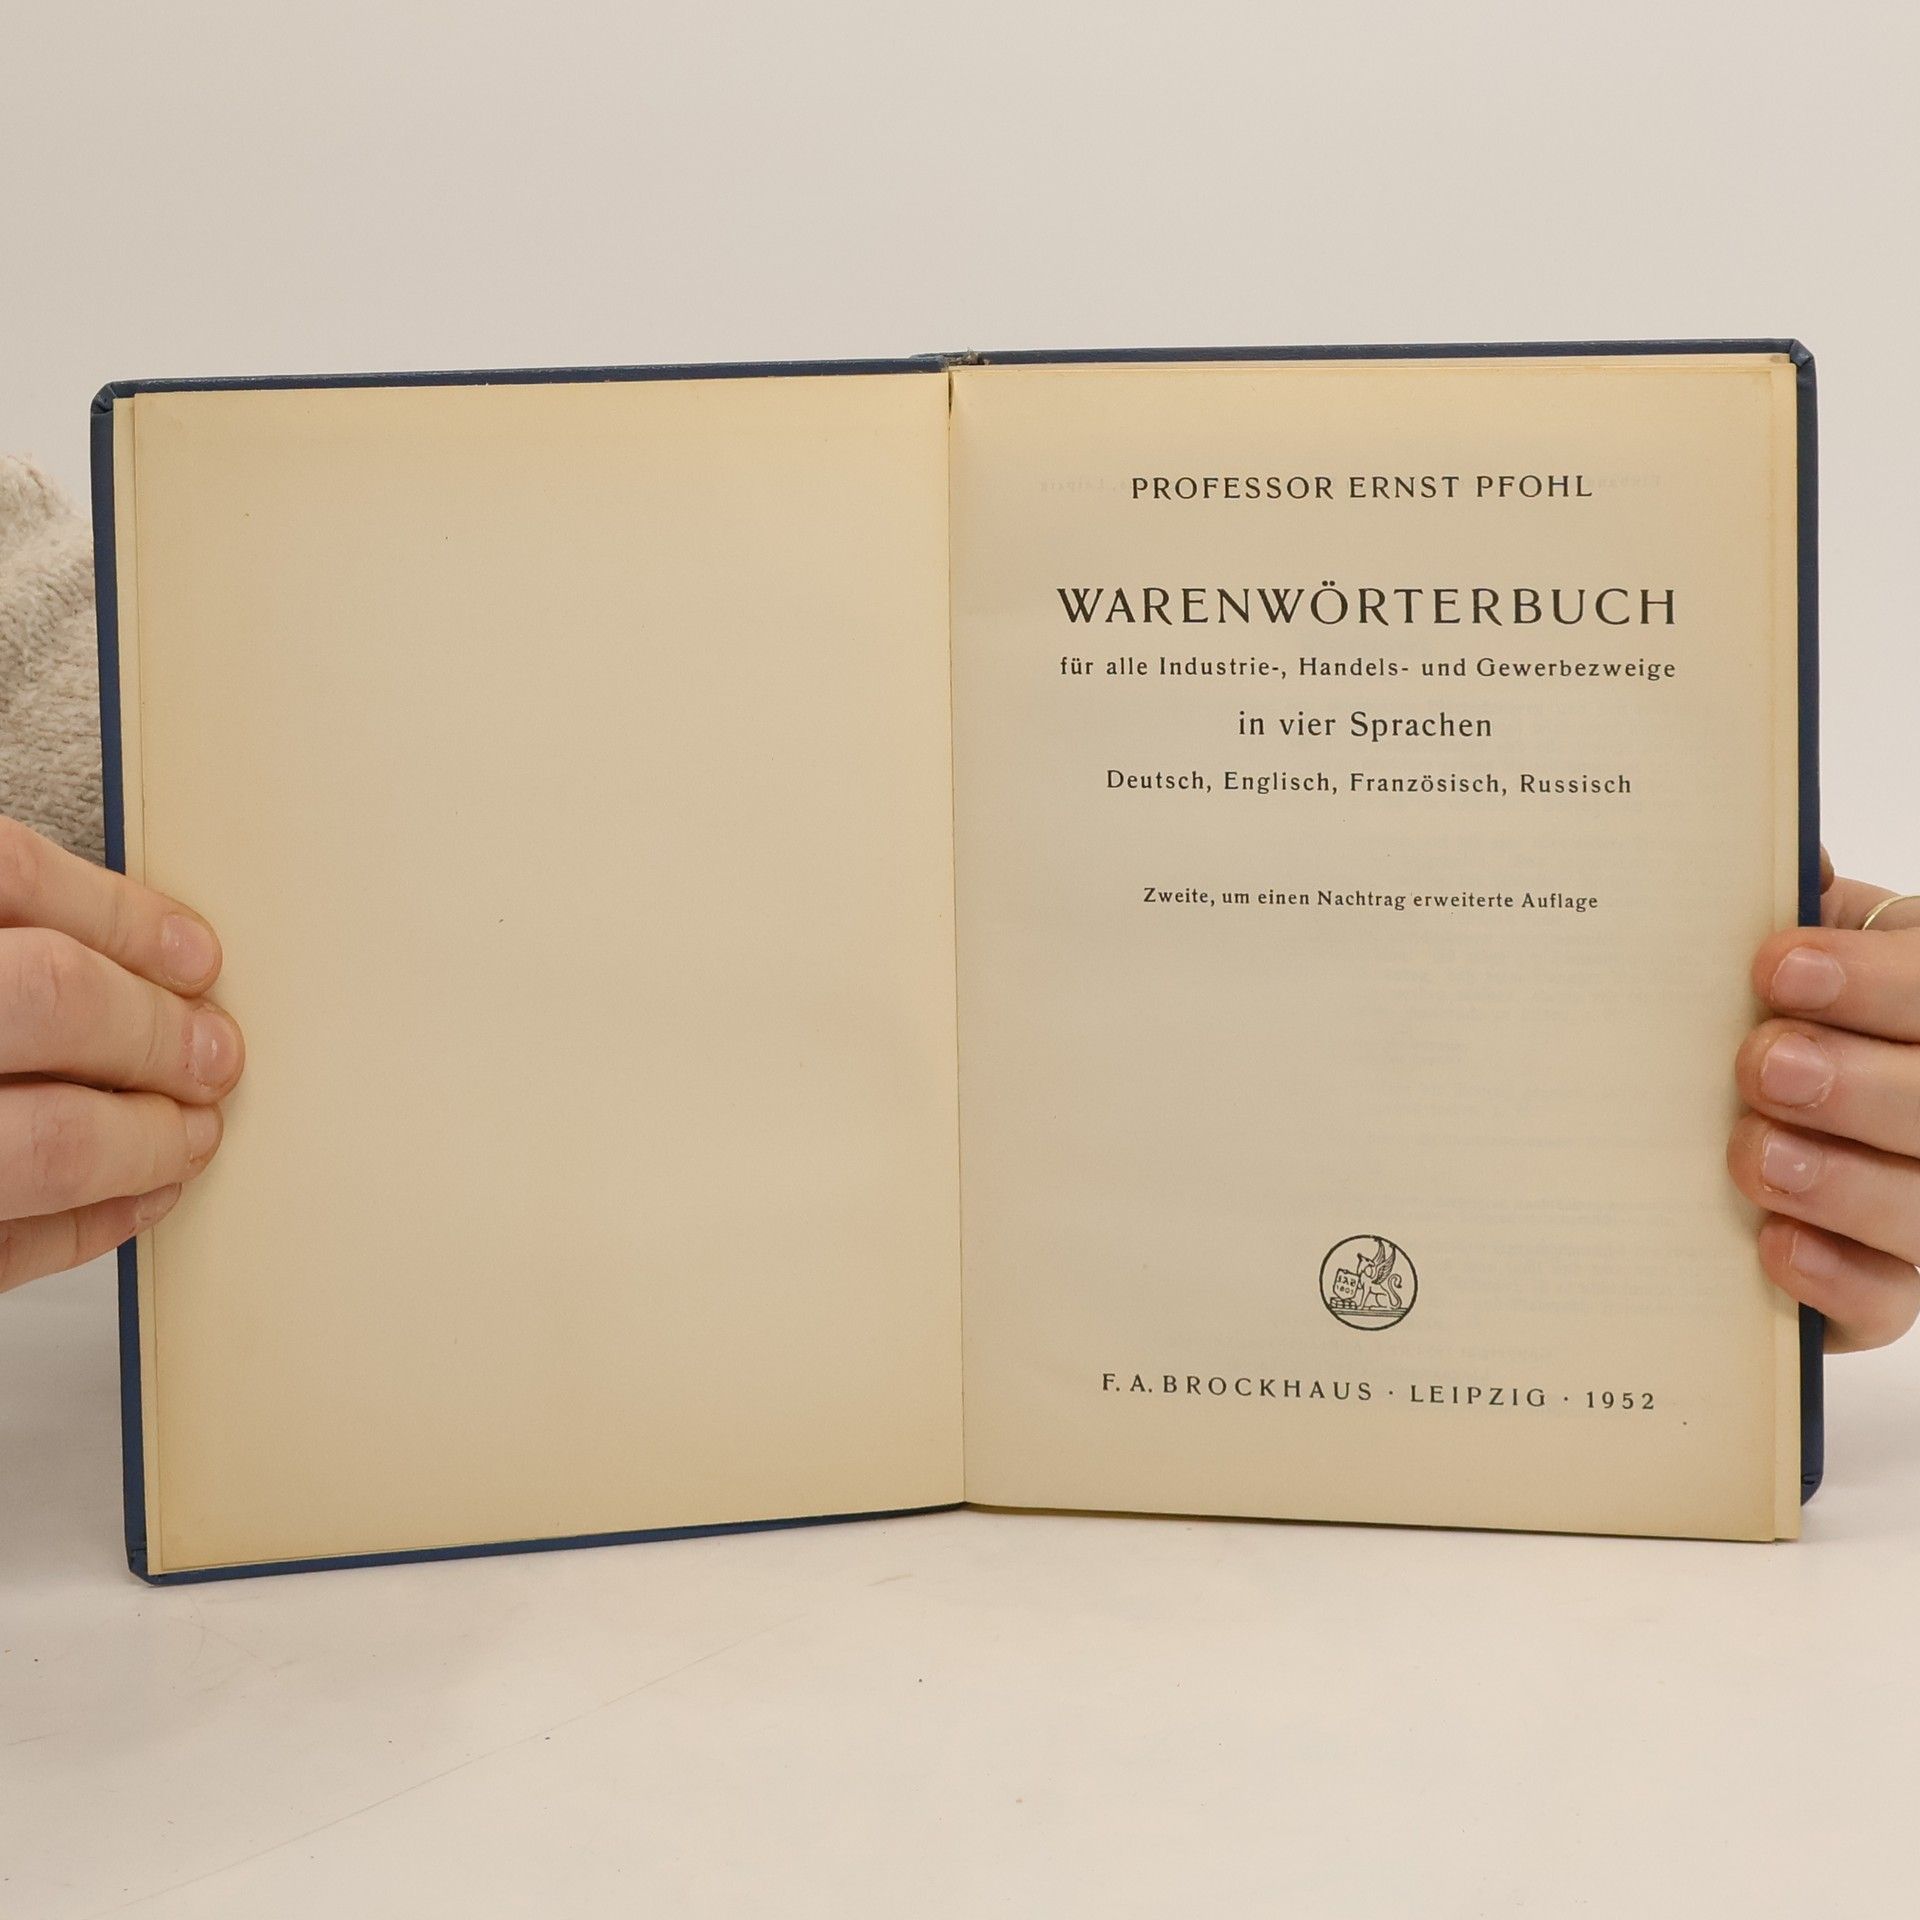 PROFESSOR ERNST PFOHL
WARENWÖRTERBUCH
für alle Industrie-, Handels- und Gewerbezweige
in vier Sprachen
Deutsch, Englisch, Französisch, Russisch
Zweite, um einen Nachtrag erweiterte Auflage
F. A. BROCKHAUS · LEIPZIG · 1952